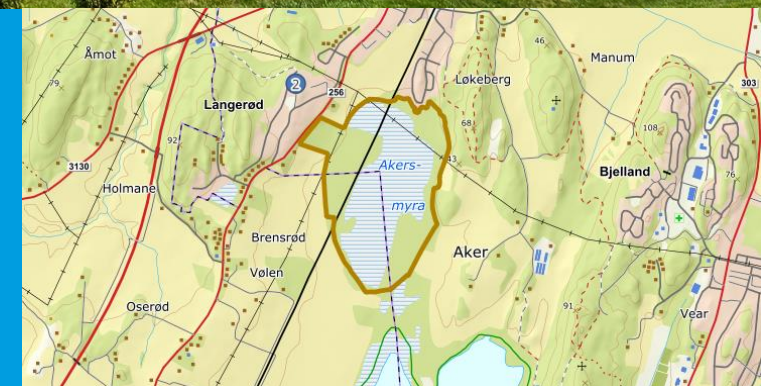 Åmot
79
2
Langerød
92
3130
Holmane
256
Brensrød
Vølen
Oserød
Akers-
myra
43
Løkeberg
46
68
Manum
303
108
Bjelland
76
Aker
91
Vear